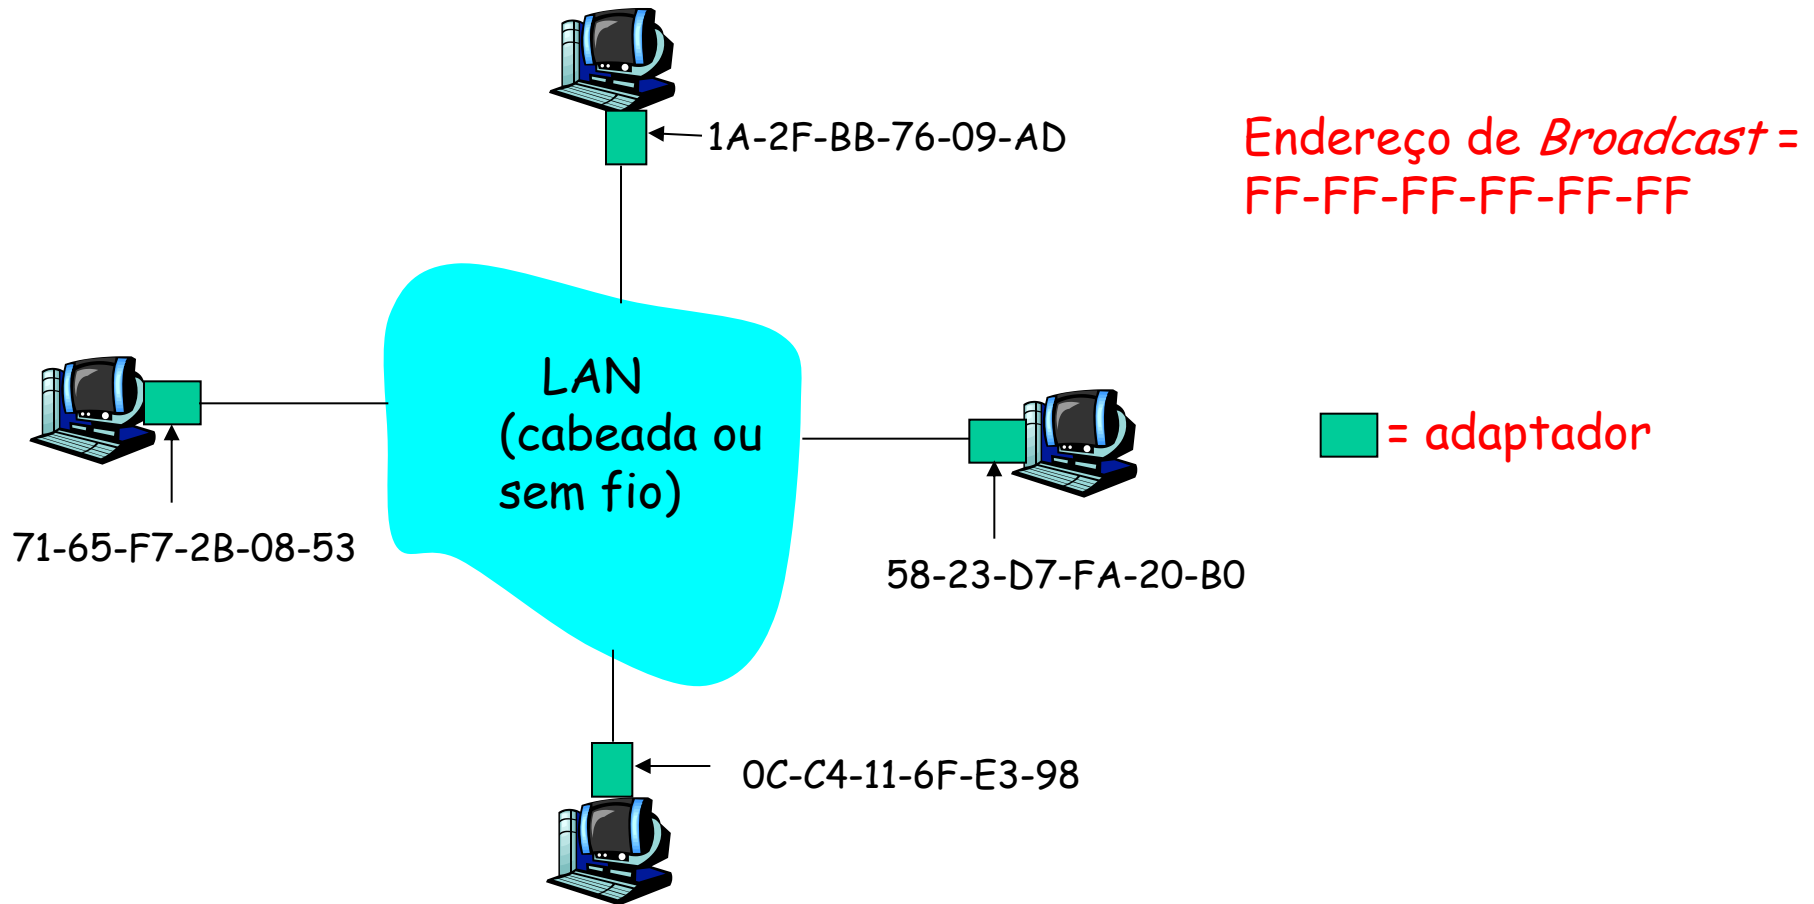 1A-2F-BB-76-09-AD
Endereço de Broadcast =
FF-FF-FF-FF-FF-FF
LAN
(cabeada ou
sem fio)
= adaptador
71-65-F7-2B-08-53
58-23-D7-FA-20-B0
0C-C4-11-6F-E3-98